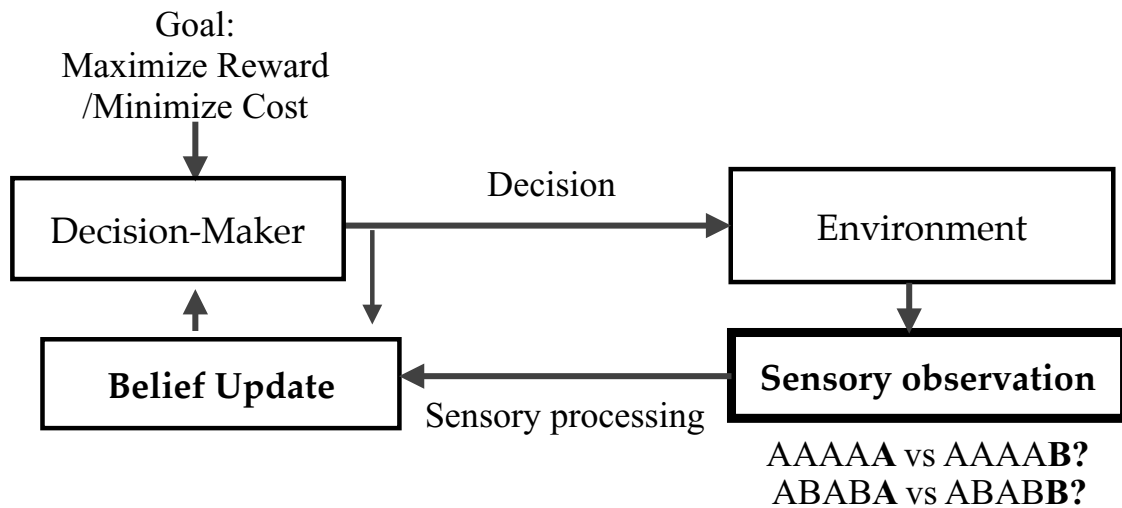 Goal:
Maximize Reward
/Minimize Cost
Decision
Decision-Maker
Environment
Belief Update
Sensory observation
Sensory processing
AAAAA vs AAAAB?
ABABA vs ABABB?